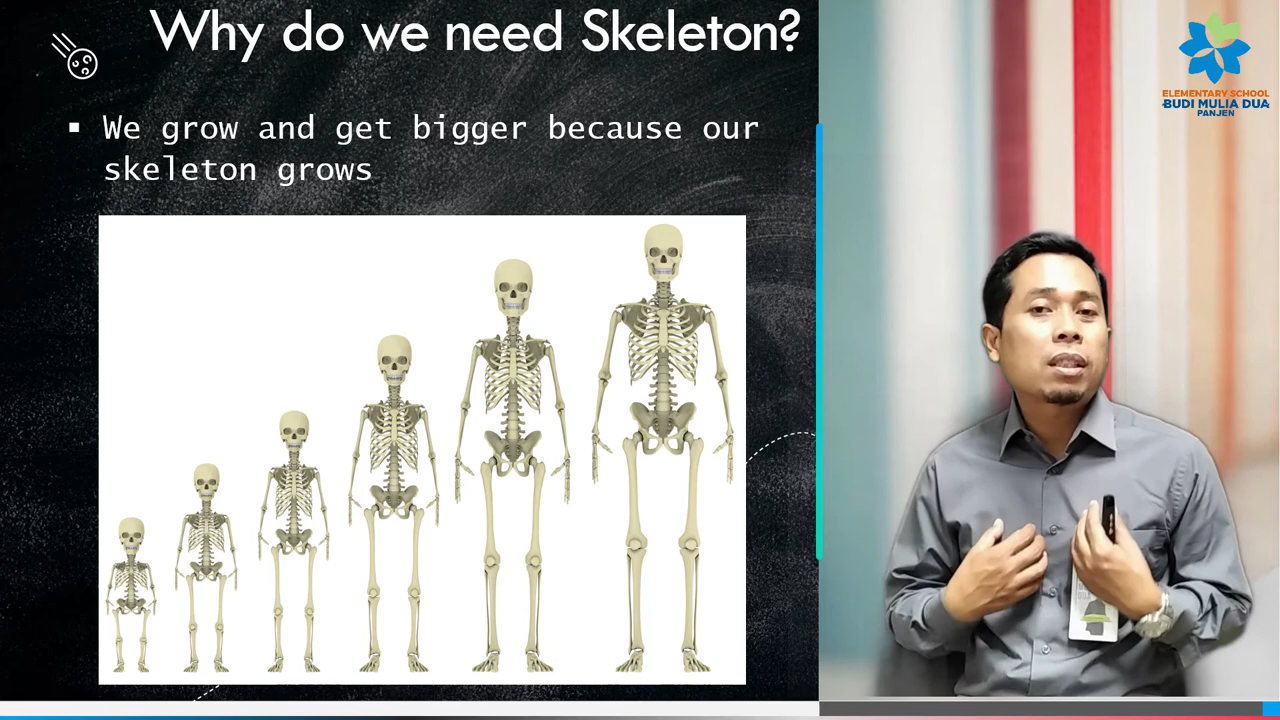 Why do we need Skeleton?
▪ We grow and get bigger because our
skeleton grows
ELEMENTARY SCHOOL
BUDI MULIA DUA
PANJEN